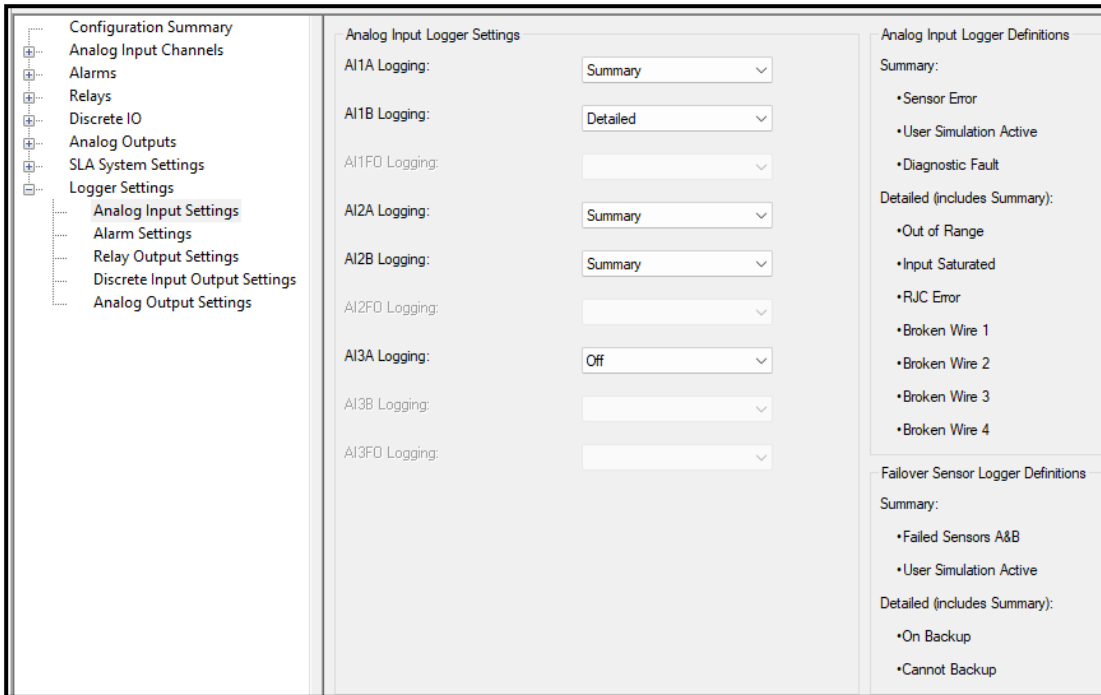 Configuration Summary
Analog Input Channels
Alarms
Relays
Discrete IO
Analog Outputs
SLA System Settings
Logger Settings
Analog Input Settings
Alarm Settings
Relay Output Settings
Discrete Input Output Settings
Analog Output Settings
Analog Input Logger Settings
AI1A Logging: Summary
AI1B Logging: Detailed
AI1FO Logging:
AI2A Logging: Summary
AI2B Logging: Summary
AI2FO Logging:
AI3A Logging: Off
AI3B Logging:
AI3FO Logging:
Analog Input Logger Definitions
Summary:
•Sensor Error
•User Simulation Active
•Diagnostic Fault
Detailed (includes Summary):
•Out of Range
•Input Saturated
•RJC Error
•Broken Wire 1
•Broken Wire 2
•Broken Wire 3
•Broken Wire 4
Failover Sensor Logger Definitions
Summary:
•Failed Sensors A&B
•User Simulation Active
Detailed (includes Summary):
•On Backup
•Cannot Backup